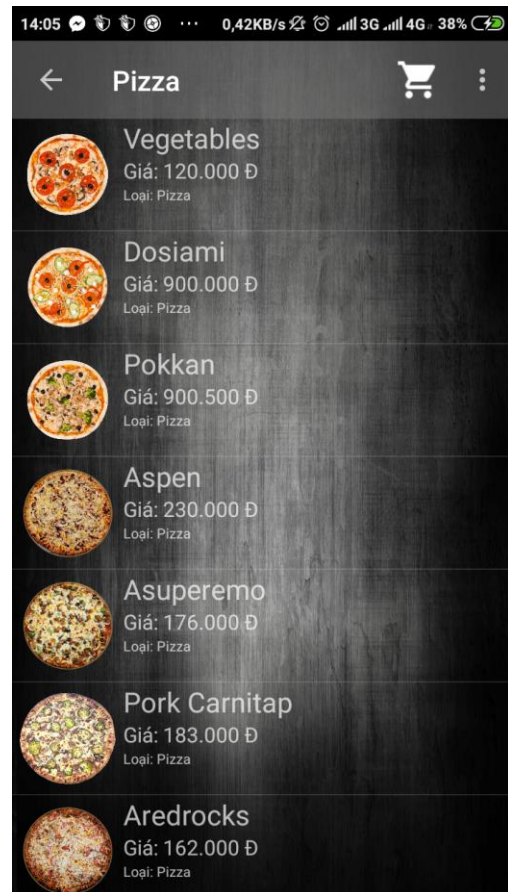 14:05 ... 0,42KB/s 3G 4G 38%
Pizza
Vegetables
Giá: 120.000 Đ
Loại: Pizza
Dosiami
Giá: 900.000 Đ
Loại: Pizza
Pokkan
Giá: 900.500 Đ
Loại: Pizza
Aspen
Giá: 230.000 Đ
Loại: Pizza
Asuperemo
Giá: 176.000 Đ
Loại: Pizza
Pork Carnitap
Giá: 183.000 Đ
Loại: Pizza
Aredrocks
Giá: 162.000 Đ
Loại: Pizza